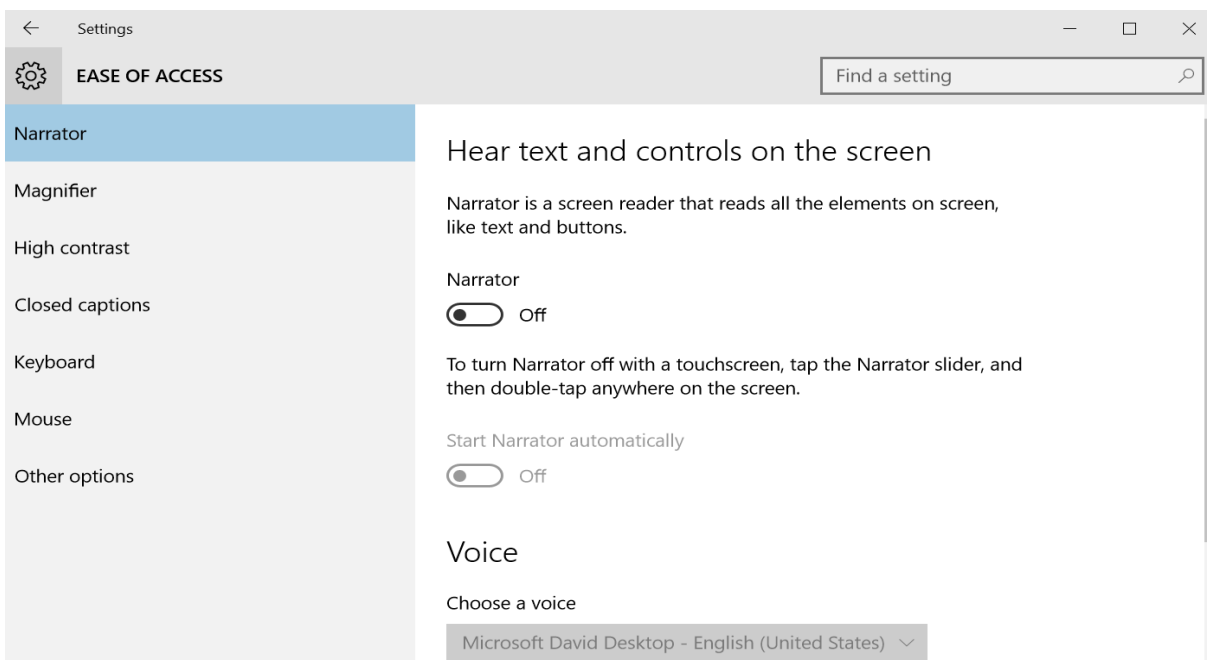 Settings
EASE OF ACCESS
Find a setting
Narrator
Magnifier
High contrast
Closed captions
Keyboard
Mouse
Other options
Hear text and controls on the screen
Narrator is a screen reader that reads all the elements on screen,
like text and buttons.
Narrator
Off
To turn Narrator off with a touchscreen, tap the Narrator slider, and
then double-tap anywhere on the screen.
Start Narrator automatically
Off
Voice
Choose a voice
Microsoft David Desktop - English (United States)